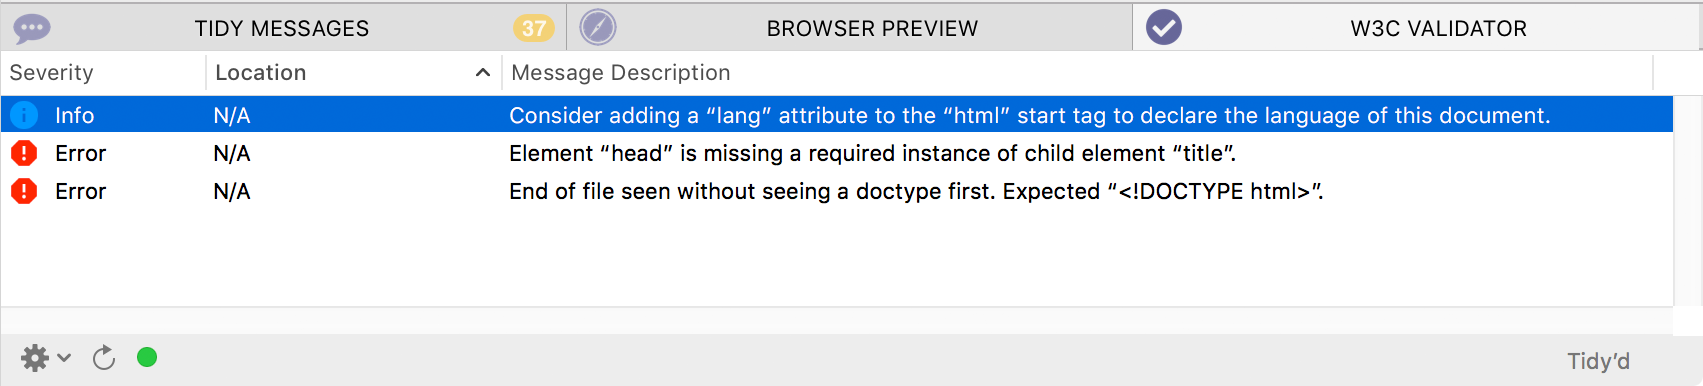 TIDY MESSAGES 37 BROWSER PREVIEW W3C VALIDATOR
Severity Location Message Description
Info N/A Consider adding a “lang” attribute to the “html” start tag to declare the language of this document.
Error N/A Element “head” is missing a required instance of child element “title”.
Error N/A End of file seen without seeing a doctype first. Expected “<!DOCTYPE html>”.
Tidy’d